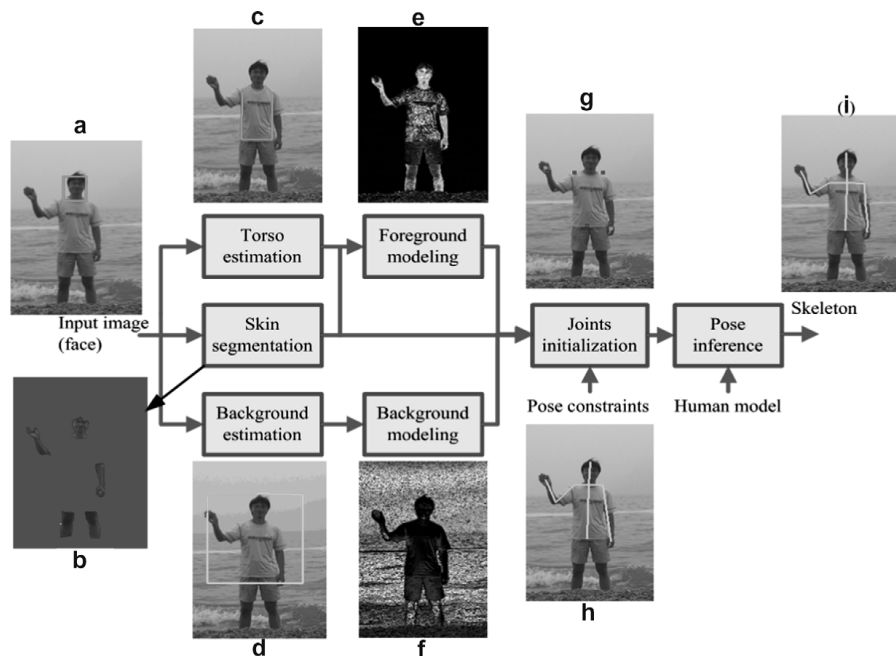 c
e
a
g
(i)
Torso
estimation
Foreground
modeling
Input image
(face)
Skin
segmentation
Joints
initialization
Pose
inference
Skeleton
Background
estimation
Background
modeling
Pose constraints
Human model
b
d
f
h